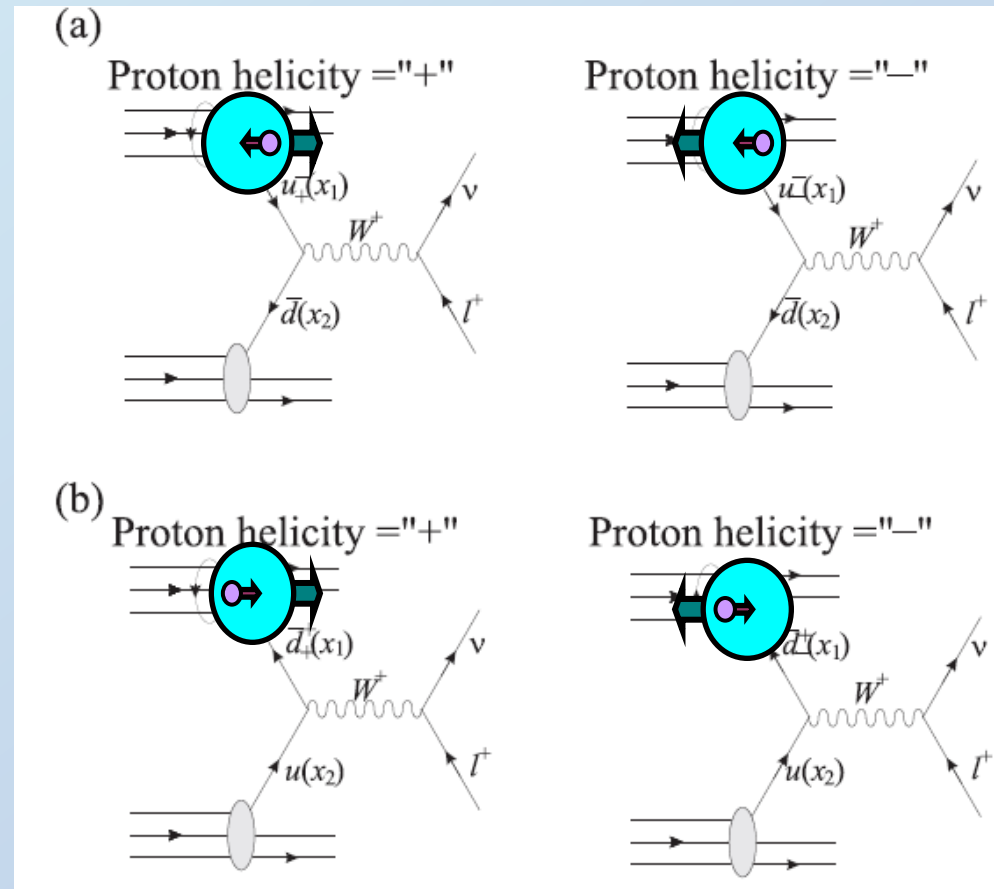 (a)
Proton helicity ="+" Proton helicity ="—"
u₊⁻(x₁) ν u₋⁻(x₁) ν
W⁺ W⁺
d̅(x₂) l⁺ d̅(x₂) l⁺
(b)
Proton helicity ="+" Proton helicity ="—"
d̅₊⁺(x₁) ν d̅₋⁺(x₁) ν
W⁺ W⁺
u(x₂) l⁺ u(x₂) l⁺